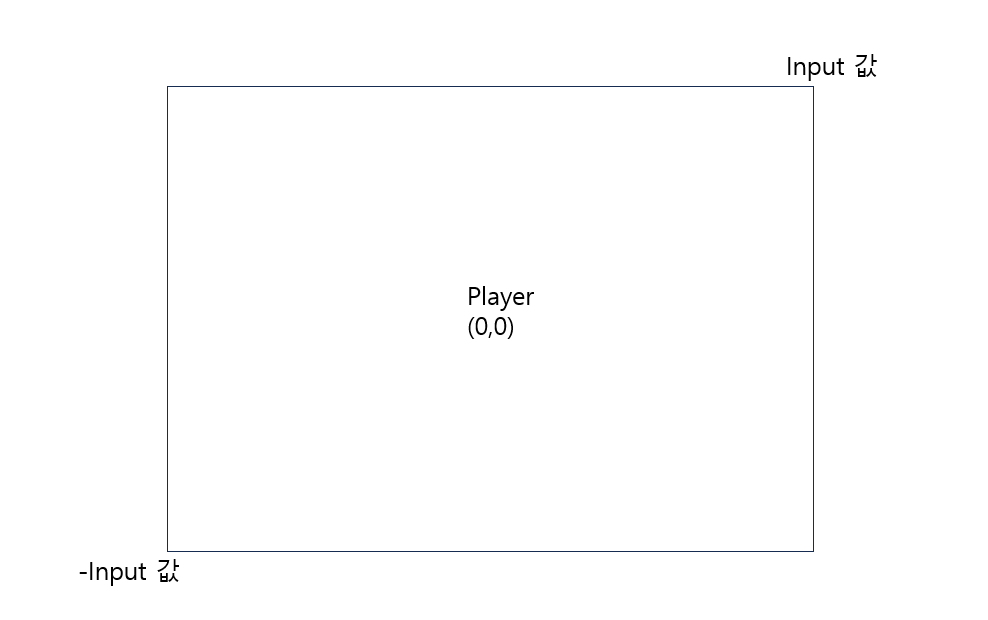 Input 값
Player
(0,0)
-Input 값